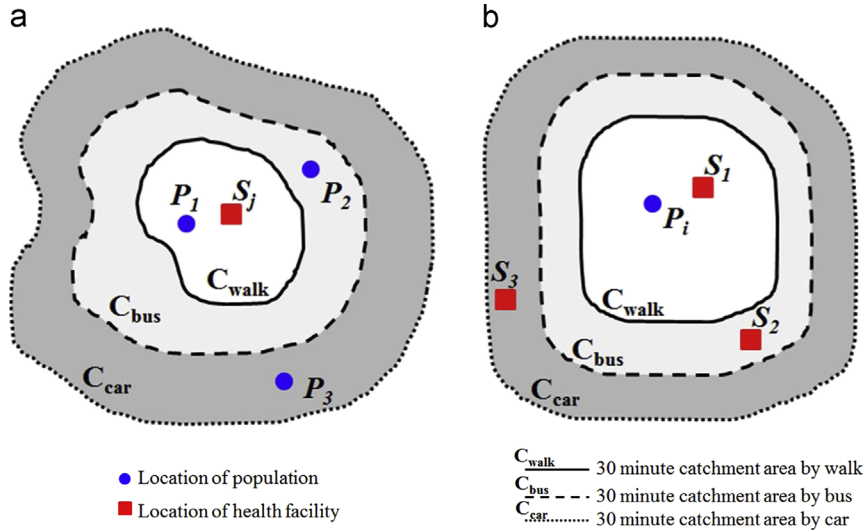 a
P1
Sj
P2
Cwalk
Cbus
Ccar
P3
b
S1
Pi
S3
Cwalk
S2
Cbus
Ccar
Location of population
Location of health facility
Cwalk 30 minute catchment area by walk
Cbus 30 minute catchment area by bus
Ccar 30 minute catchment area by car